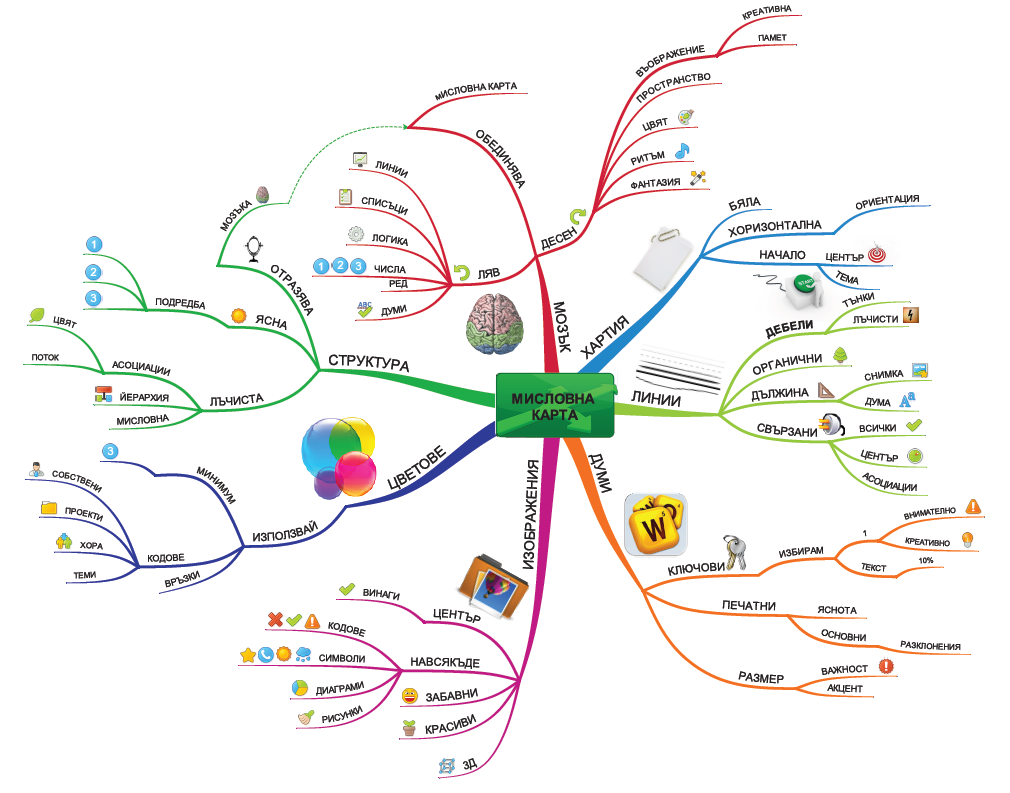 МИСЛОВНА
КАРТА
МОЗЪК
ДЕСЕН
ВЪОБРАЖЕНИЕ
КРЕАТИВНА
ПАМЕТ
ПРОСТРАНСТВО
ЦВЯТ
РИТЪМ
ФАНТАЗИЯ
ОБЕДИНЯВА
МИСЛОВНА КАРТА
ЛЯВ
ЛИНИИ
СПИСЪЦИ
ЛОГИКА
1 2 3 ЧИСЛА
РЕД
ABC
ДУМИ
ХАРТИЯ
БЯЛА
ХОРИЗОНТАЛНА
ОРИЕНТАЦИЯ
НАЧАЛО
ЦЕНТЪР
ТЕМА
START
ЛИНИИ
ДЕБЕЛИ
ТЪНКИ
ЛЪЧИСТИ
ОРГАНИЧНИ
ДЪЛЖИНА
СНИМКА
ДУМА
Aa
СВЪРЗАНИ
ВСИЧКИ
ЦЕНТЪР
АСОЦИАЦИИ
ДУМИ
W
5
КЛЮЧОВИ
ИЗБИРАМ
1
ВНИМАТЕЛНО
КРЕАТИВНО
ТЕКСТ
10%
ПЕЧАТНИ
ЯСНОТА
ОСНОВНИ
РАЗКЛОНЕНИЯ
РАЗМЕР
ВАЖНОСТ
АКЦЕНТ
ИЗОБРАЖЕНИЯ
ЦЕНТЪР
ВИНАГИ
НАВСЯКЪДЕ
КОДОВЕ
СИМВОЛИ
ДИАГРАМИ
РИСУНКИ
ЗАБАВНИ
КРАСИВИ
3Д
ЦВЕТОВЕ
ИЗПОЛЗВАЙ
МИНИМУМ
3
КОДОВЕ
СОБСТВЕНИ
ПРОЕКТИ
ХОРА
ТЕМИ
ВРЪЗКИ
СТРУКТУРА
ОТРАЗЯВА
МОЗЪКА
ЯСНА
ПОДРЕДБА
1
2
3
ЛЪЧИСТА
АСОЦИАЦИИ
ЦВЯТ
ПОТОК
ЙЕРАРХИЯ
МИСЛОВНА